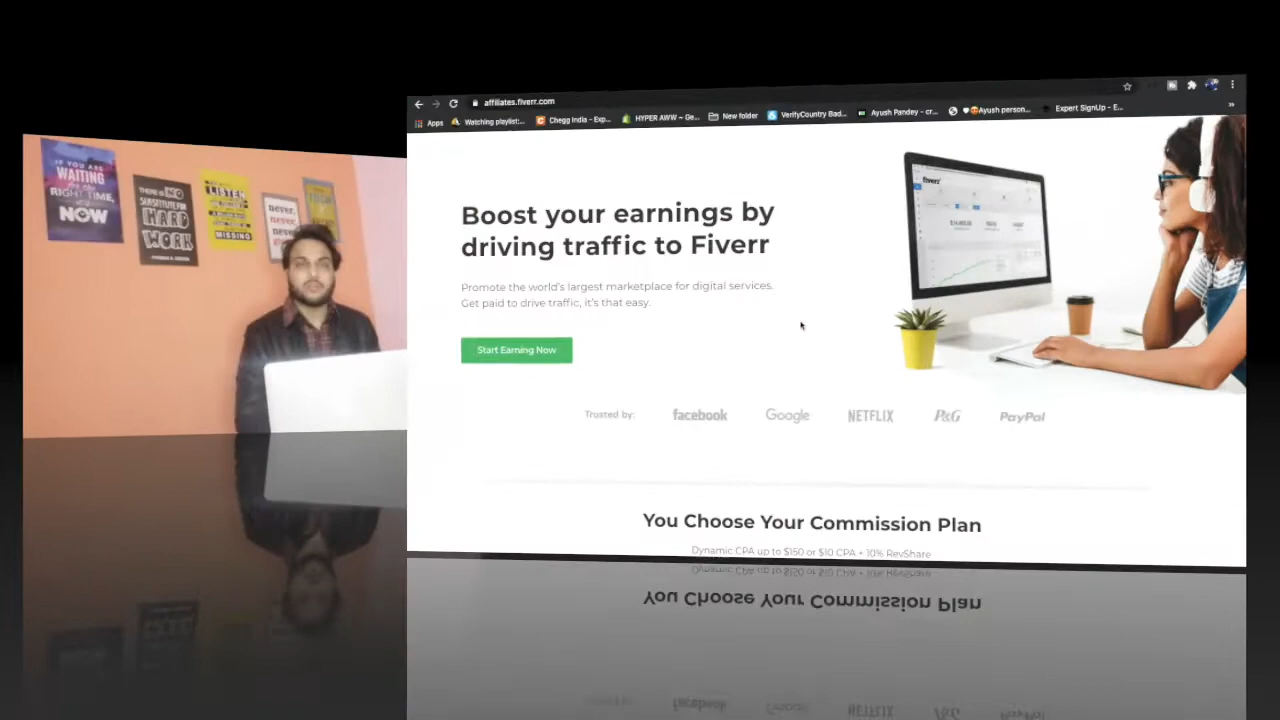 IF YOU ARE
WAITING
RIGHT TIME,
NOW
THERE IS NO
SUBSTITUTE FOR
HARD
WORK
LISTEN
MISSING
never,
never,
affiliates.fiverr.com
Apps
Watching playlist:...
Chegg India - Exp...
HYPER AWW – Ge...
New folder
VerifyCountry Bad...
Ayush Pandey - cr...
Ayush person...
Expert SignUp - E...
»
fiverr
Boost your earnings by
driving traffic to Fiverr
Promote the world's largest marketplace for digital services.
Get paid to drive traffic, it's that easy.
Start Earning Now
Trusted by:
facebook
Google
NETFLIX
P&G
PayPal
You Choose Your Commission Plan
Dynamic CPA up to $150 or $10 CPA + 10% RevShare